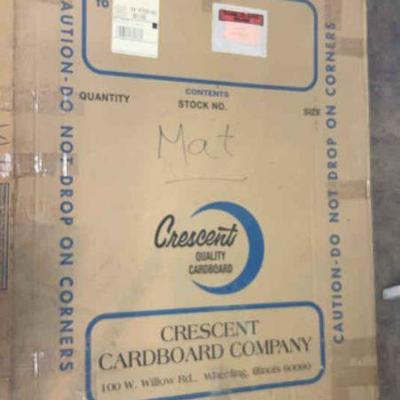 TO
CONTENTS
QUANTITY STOCK NO. SIZE
Mat
Crescent
QUALITY
CARDBOARD
CRESCENT
CARDBOARD COMPANY
100 W. Willow Rd., Wheeling, Illinois 60090
CAUTION-DO NOT DROP ON CORNERS
CAUTION-DO NOT DROP ON CORNERS